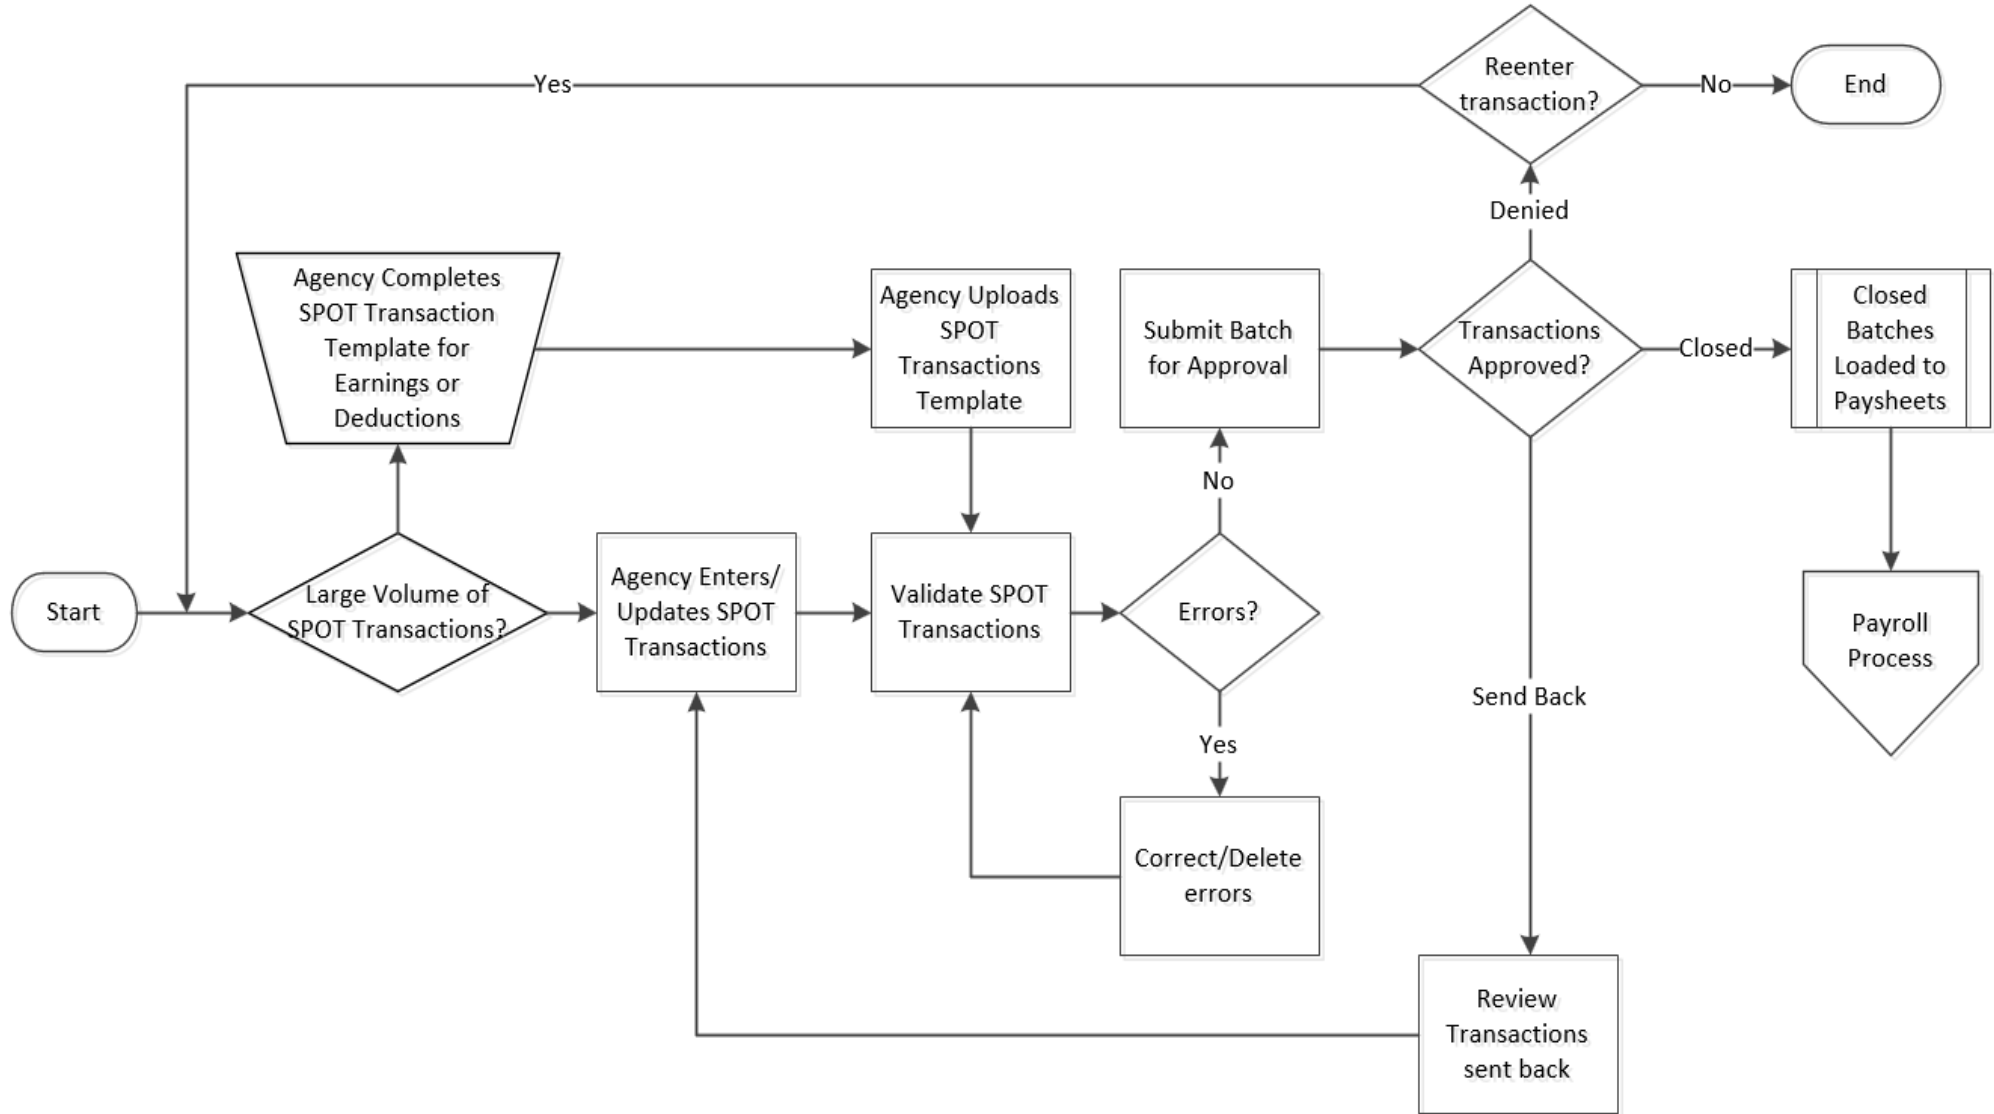 Reenter
transaction?
Yes
No
End
Denied
Agency Completes
SPOT Transaction
Template for
Earnings or
Deductions
Agency Uploads
SPOT
Transactions
Template
Submit Batch
for Approval
Transactions
Approved?
Closed
Closed
Batches
Loaded to
Paysheets
No
Start
Large Volume of
SPOT Transactions?
Agency Enters/
Updates SPOT
Transactions
Validate SPOT
Transactions
Errors?
Payroll
Process
Send Back
Yes
Correct/Delete
errors
Review
Transactions
sent back